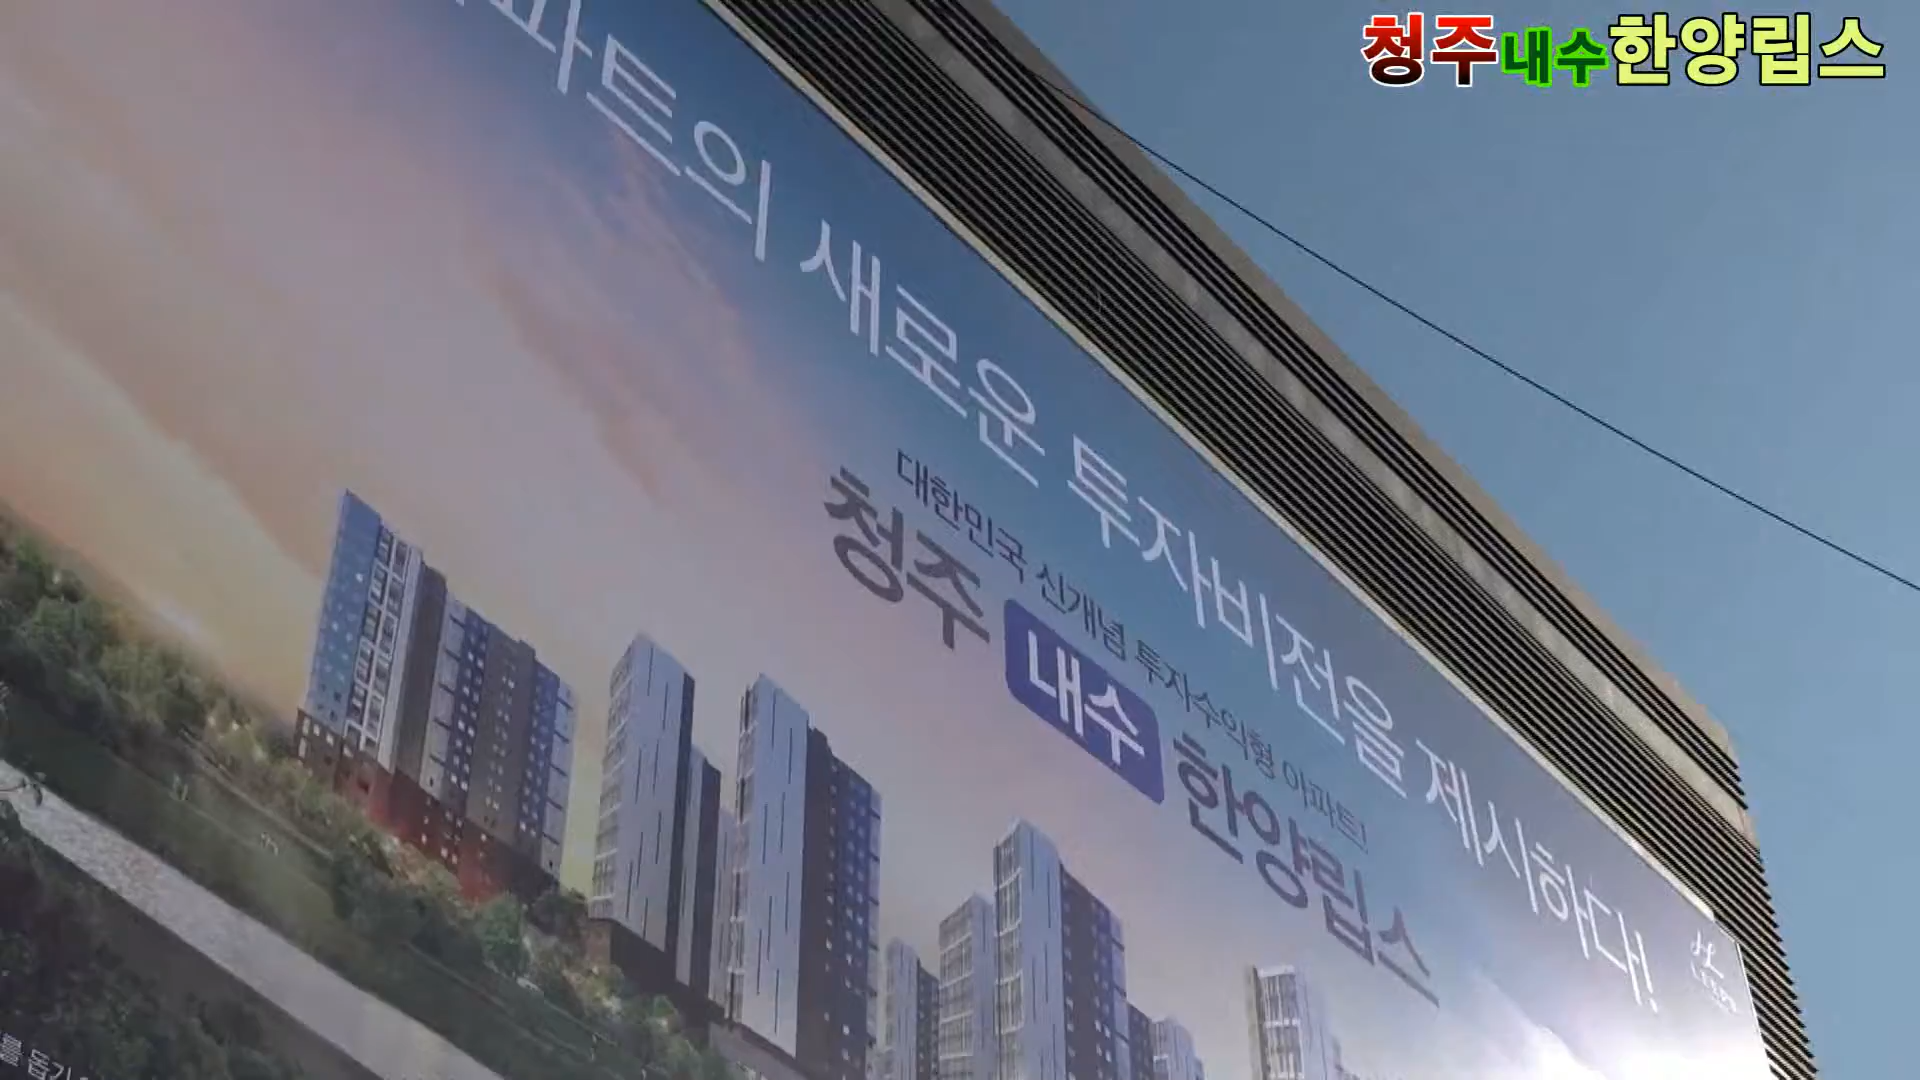 청주내수한양립스
파트의 새로운 투자비전을 제시하다!
대한민국 신개념 투자수익형 아파트!
청주 내수 한양립스